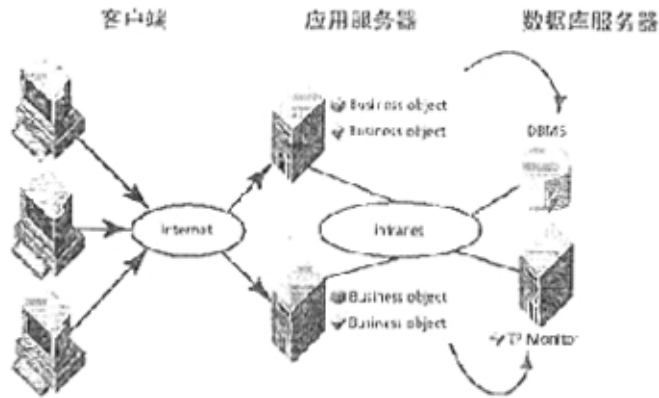 客户端
应用服务器
数据库服务器
Business object
Business object
DBMS
Internet
Business object
Business object
TP Monitor